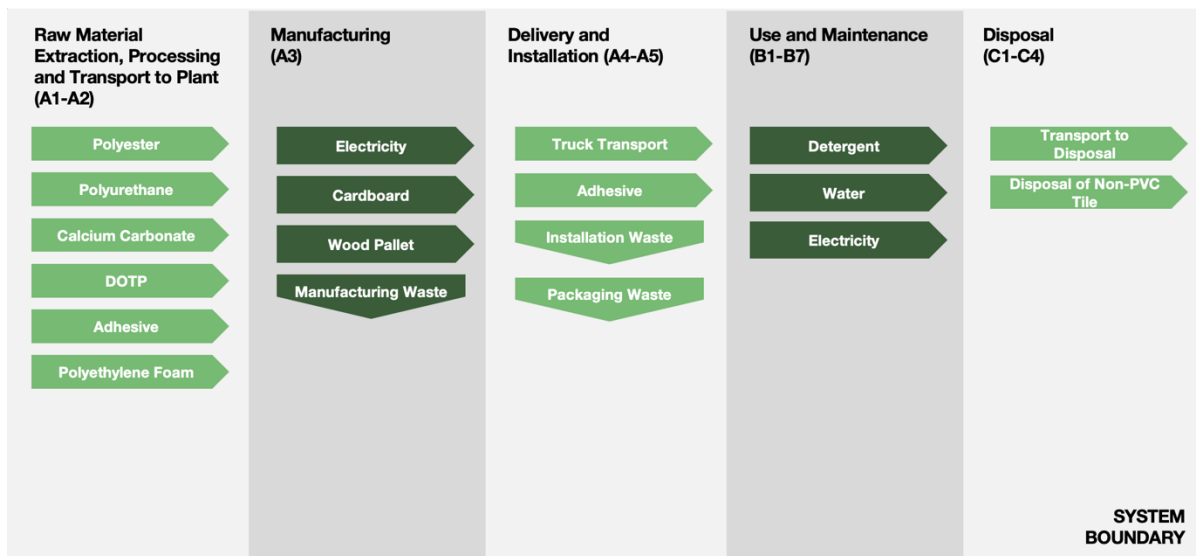 Raw Material
Extraction, Processing
and Transport to Plant
(A1-A2)
Polyester
Polyurethane
Calcium Carbonate
DOTP
Adhesive
Polyethylene Foam
Manufacturing
(A3)
Electricity
Cardboard
Wood Pallet
Manufacturing Waste
Delivery and
Installation (A4-A5)
Truck Transport
Adhesive
Installation Waste
Packaging Waste
Use and Maintenance
(B1-B7)
Detergent
Water
Electricity
Disposal
(C1-C4)
Transport to
Disposal
Disposal of Non-PVC
Tile
SYSTEM
BOUNDARY